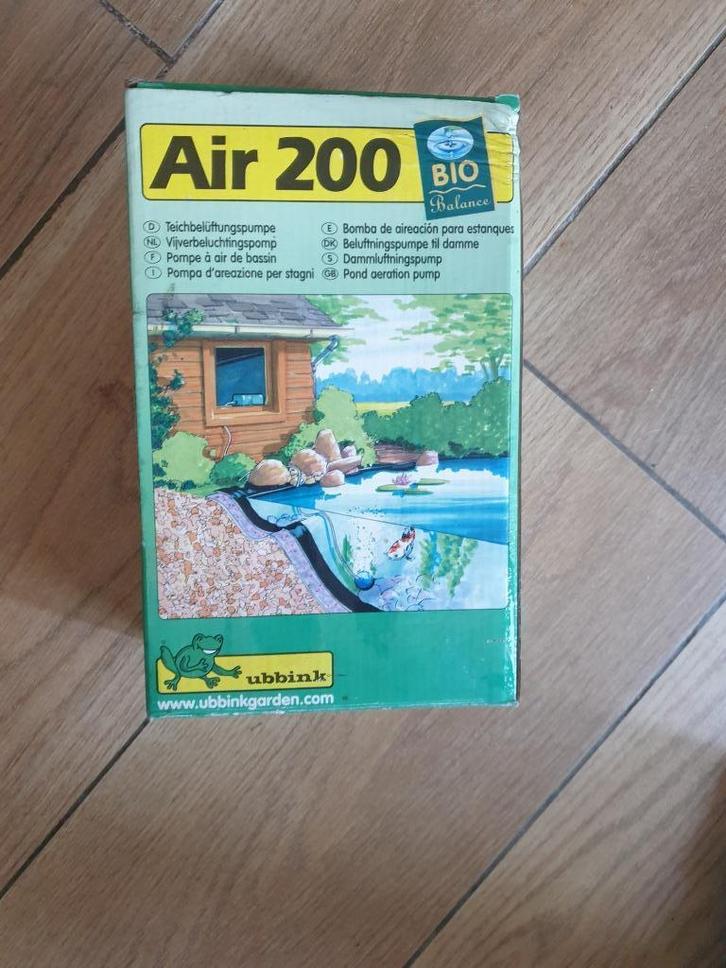 Air 200
BIO
Balance
D Teichbelüftungspumpe
NL Vijverbeluchtingspomp
F Pompe à air de bassin
I Pompa d'areazione per stagni
E Bomba de aireación para estanques
DK Beluftningspumpe til damme
S Dammluftningspump
GB Pond aeration pump
ubbink
www.ubbinkgarden.com